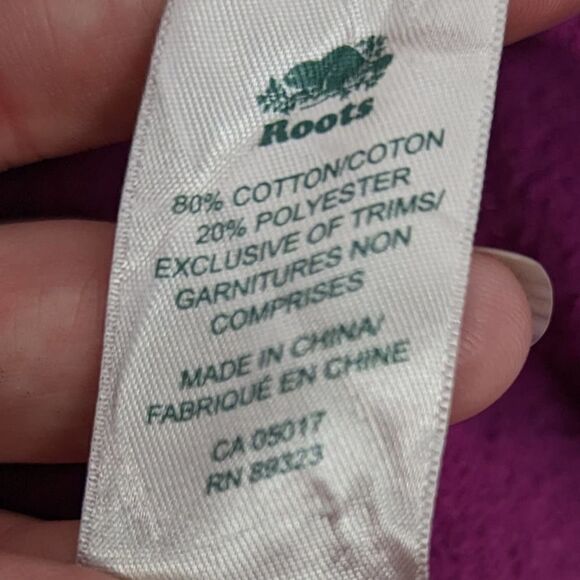 Roots
80% COTTON/COTON
20% POLYESTER
EXCLUSIVE OF TRIMS/
GARNITURES NON
COMPRISES
MADE IN CHINA/
FABRIQUÉ EN CHINE
CA 05017
RN 89323